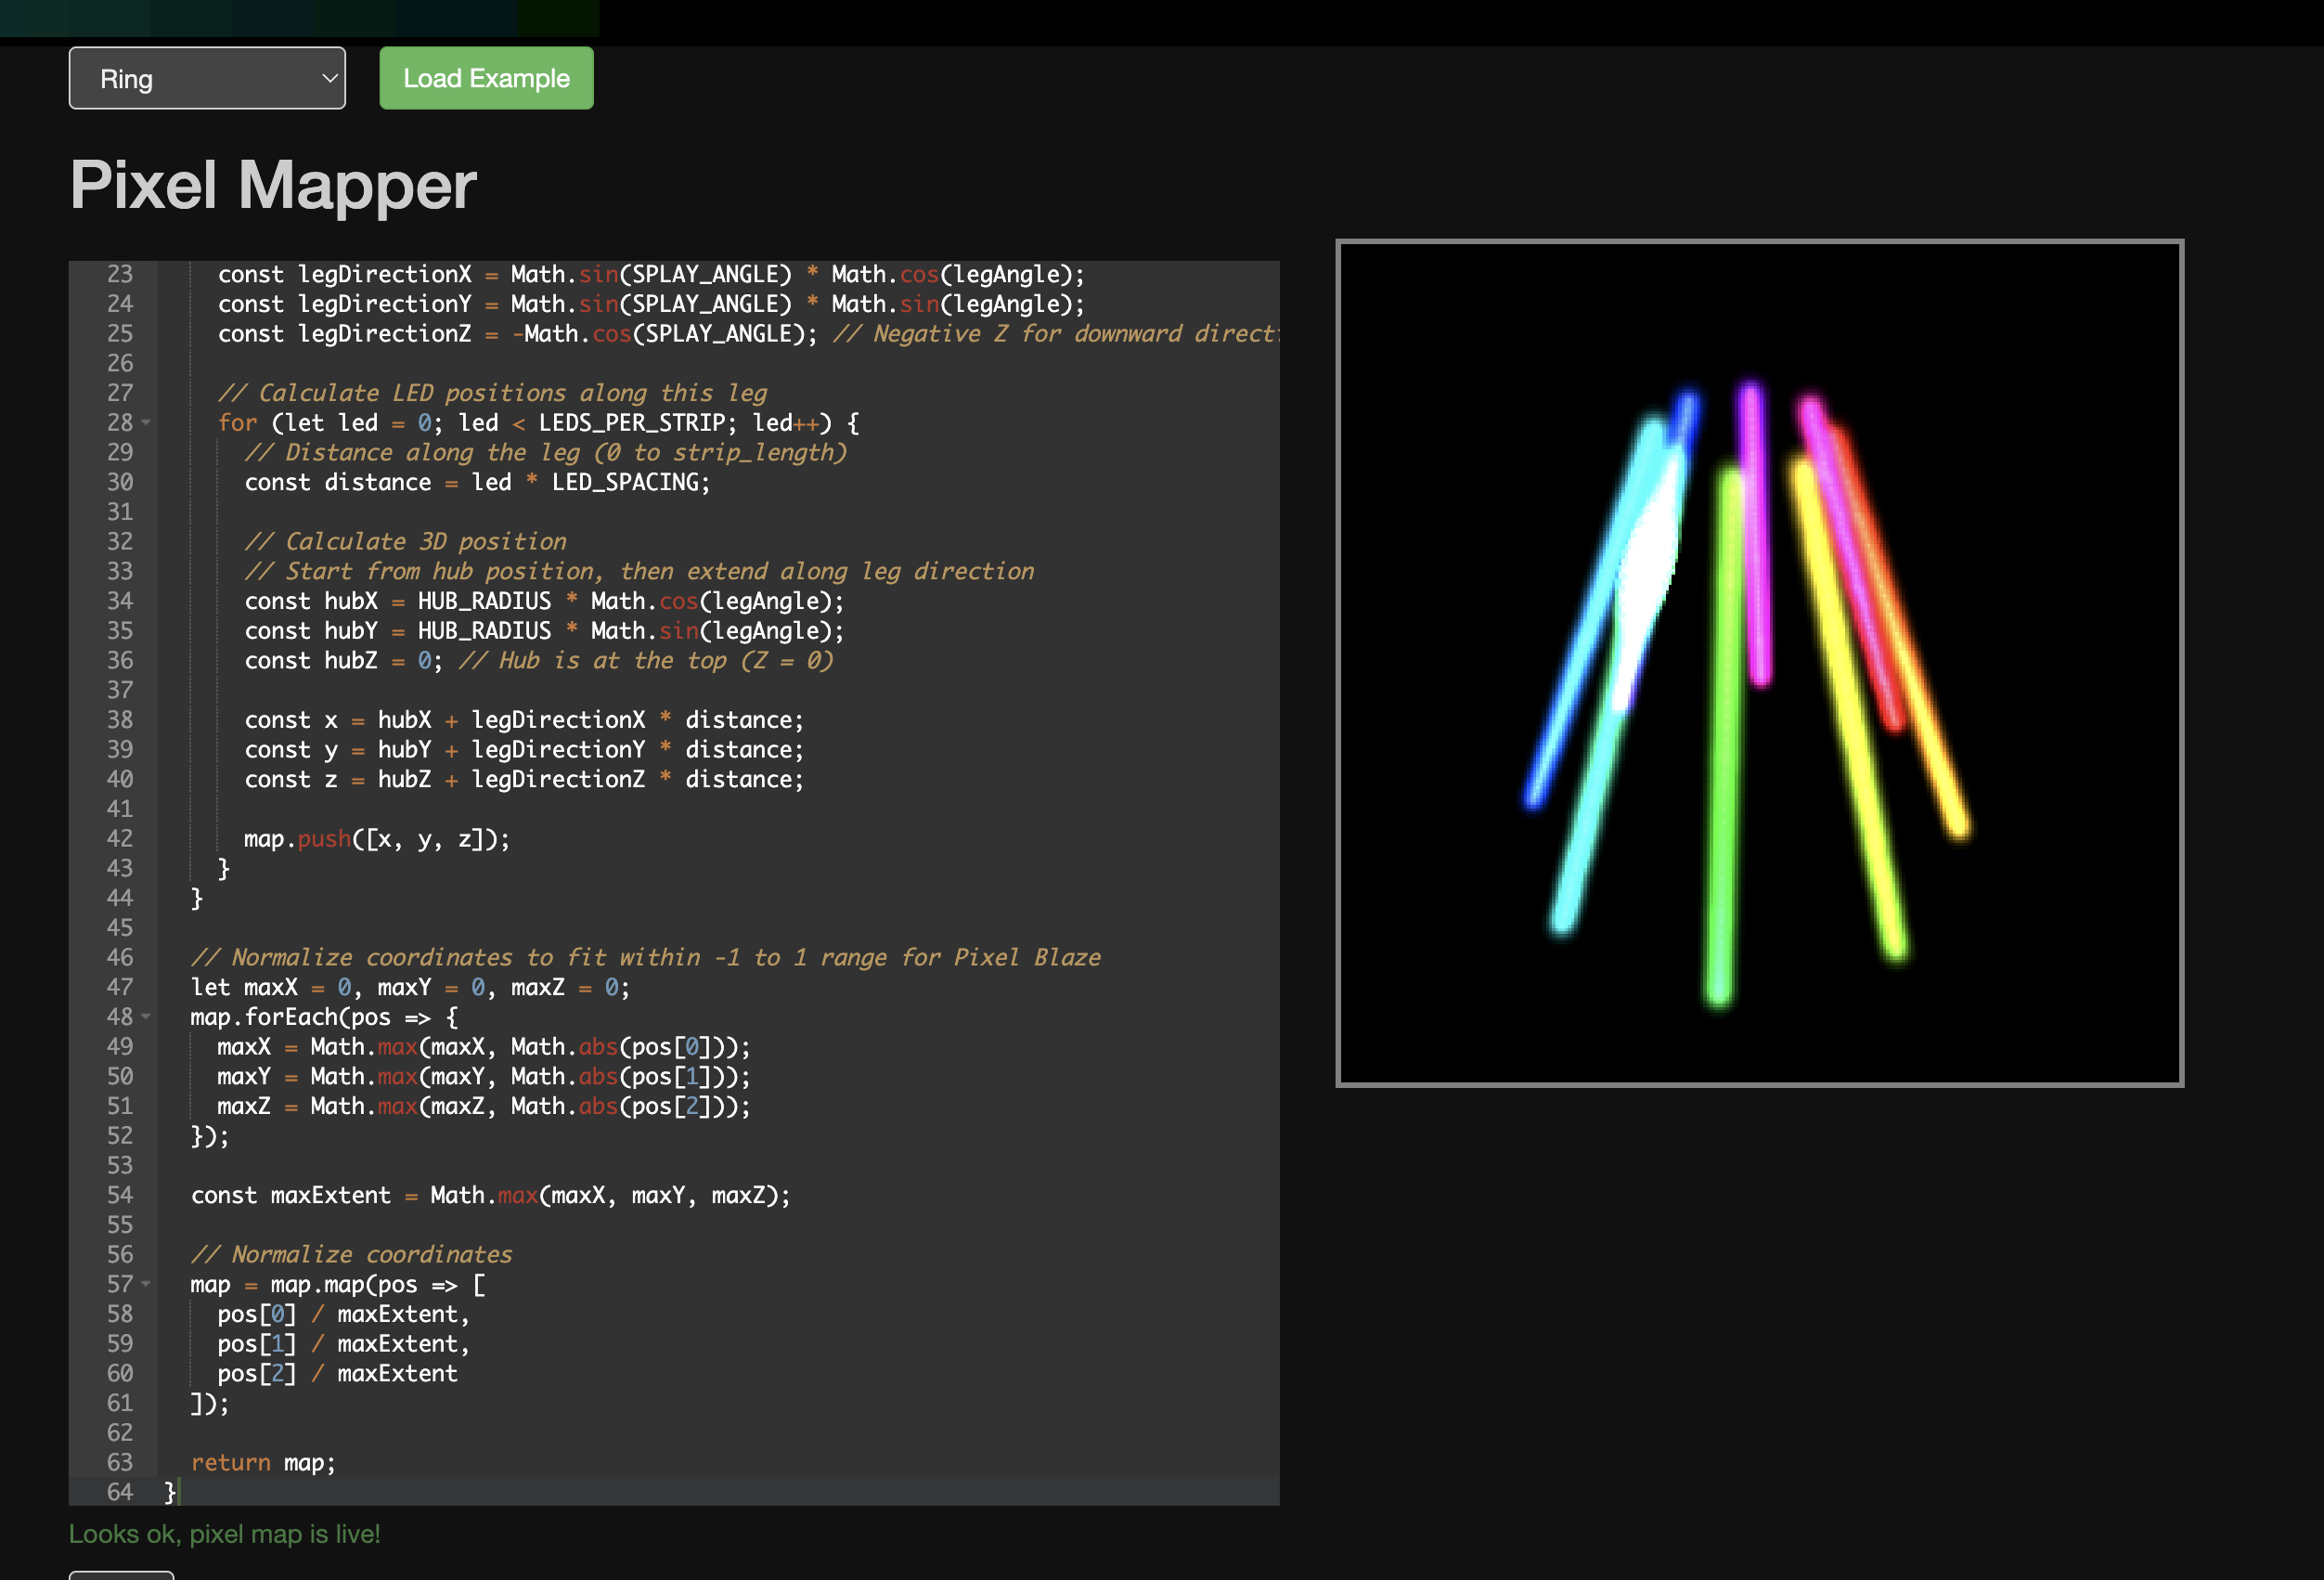 Ring
Load Example
Pixel Mapper
23 const legDirectionX = Math.sin(SPLAY_ANGLE) * Math.cos(legAngle);
24 const legDirectionY = Math.sin(SPLAY_ANGLE) * Math.sin(legAngle);
25 const legDirectionZ = -Math.cos(SPLAY_ANGLE); // Negative Z for downward directi
26
27 // Calculate LED positions along this leg
28 for (let led = 0; led < LEDS_PER_STRIP; led++) {
29 // Distance along the leg (0 to strip_length)
30 const distance = led * LED_SPACING;
31
32 // Calculate 3D position
33 // Start from hub position, then extend along leg direction
34 const hubX = HUB_RADIUS * Math.cos(legAngle);
35 const hubY = HUB_RADIUS * Math.sin(legAngle);
36 const hubZ = 0; // Hub is at the top (Z = 0)
37
38 const x = hubX + legDirectionX * distance;
39 const y = hubY + legDirectionY * distance;
40 const z = hubZ + legDirectionZ * distance;
41
42 map.push([x, y, z]);
43 }
44 }
45
46 // Normalize coordinates to fit within -1 to 1 range for Pixel Blaze
47 let maxX = 0, maxY = 0, maxZ = 0;
48 map.forEach(pos => {
49 maxX = Math.max(maxX, Math.abs(pos[0]));
50 maxY = Math.max(maxY, Math.abs(pos[1]));
51 maxZ = Math.max(maxZ, Math.abs(pos[2]));
52 });
53
54 const maxExtent = Math.max(maxX, maxY, maxZ);
55
56 // Normalize coordinates
57 map = map.map(pos => [
58 pos[0] / maxExtent,
59 pos[1] / maxExtent,
60 pos[2] / maxExtent
61 ]);
62
63 return map;
64 }
Looks ok, pixel map is live!